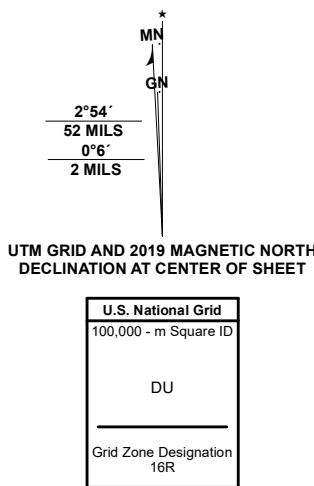 ★
MN
GN
2°54´
52 MILS
0°6´
2 MILS
UTM GRID AND 2019 MAGNETIC NORTH
DECLINATION AT CENTER OF SHEET
U.S. National Grid
100,000 - m Square ID
DU
Grid Zone Designation
16R